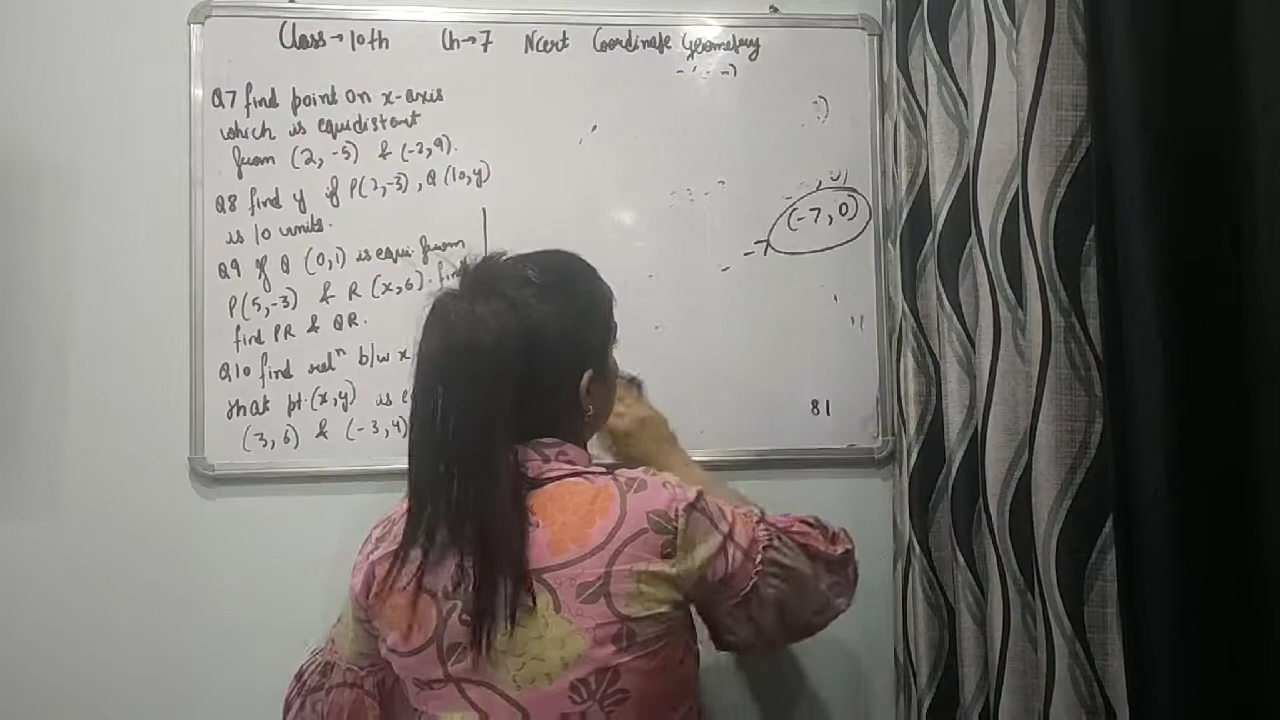 Class → 10th Ch → 7 Ncert Coordinate Geometry
Q7 find point on x-axis
which is equidistant
from (2, -5) & (-2, 9).
Q8 find y if P(2, -3), Q (10, y)
is 10 units.
Q9 If Q (0, 1) is equi. from
P(5, -3) & R (x, 6). find
find PR & QR.
Q10 find relⁿ b/w x
that pt. (x, y) is e
(3, 6) & (-3, 4)
(-7, 0)
81